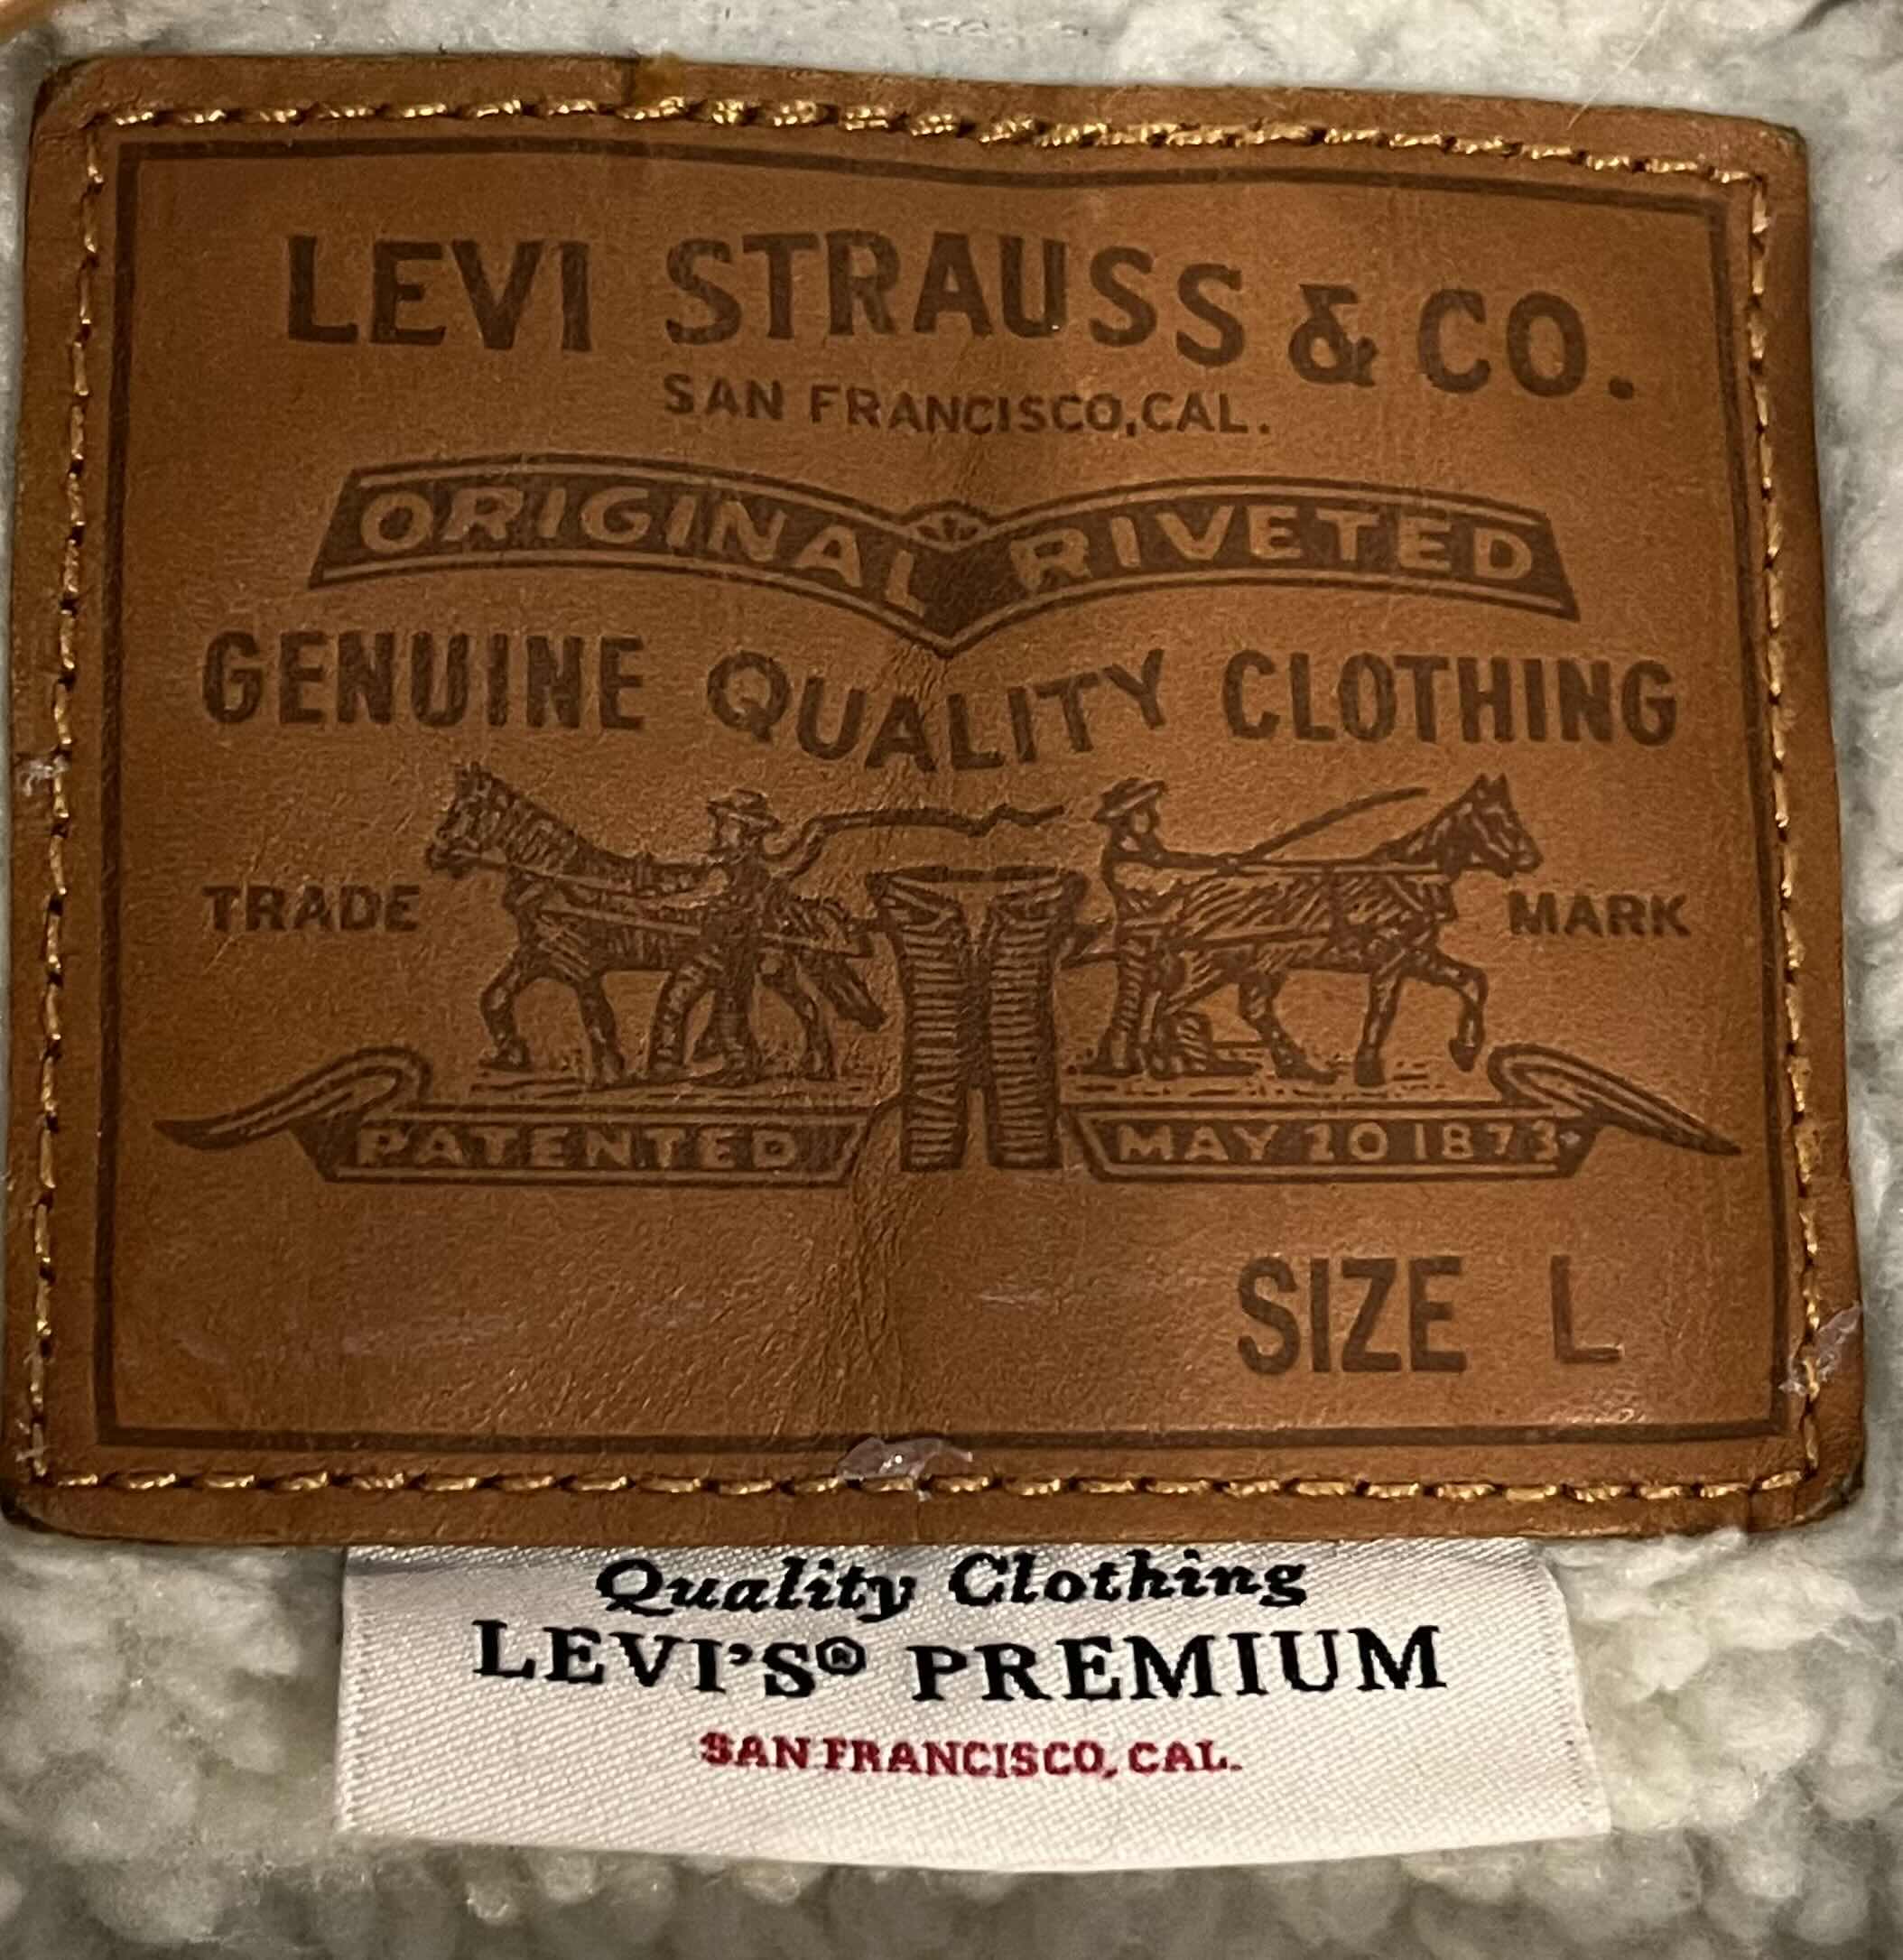 LEVI STRAUSS & CO.
SAN FRANCISCO, CAL.
ORIGINAL RIVETED
GENUINE QUALITY CLOTHING
TRADE MARK
PATENTED MAY 20 1873
SIZE L
Quality Clothing
LEVI'S® PREMIUM
SAN FRANCISCO, CAL.